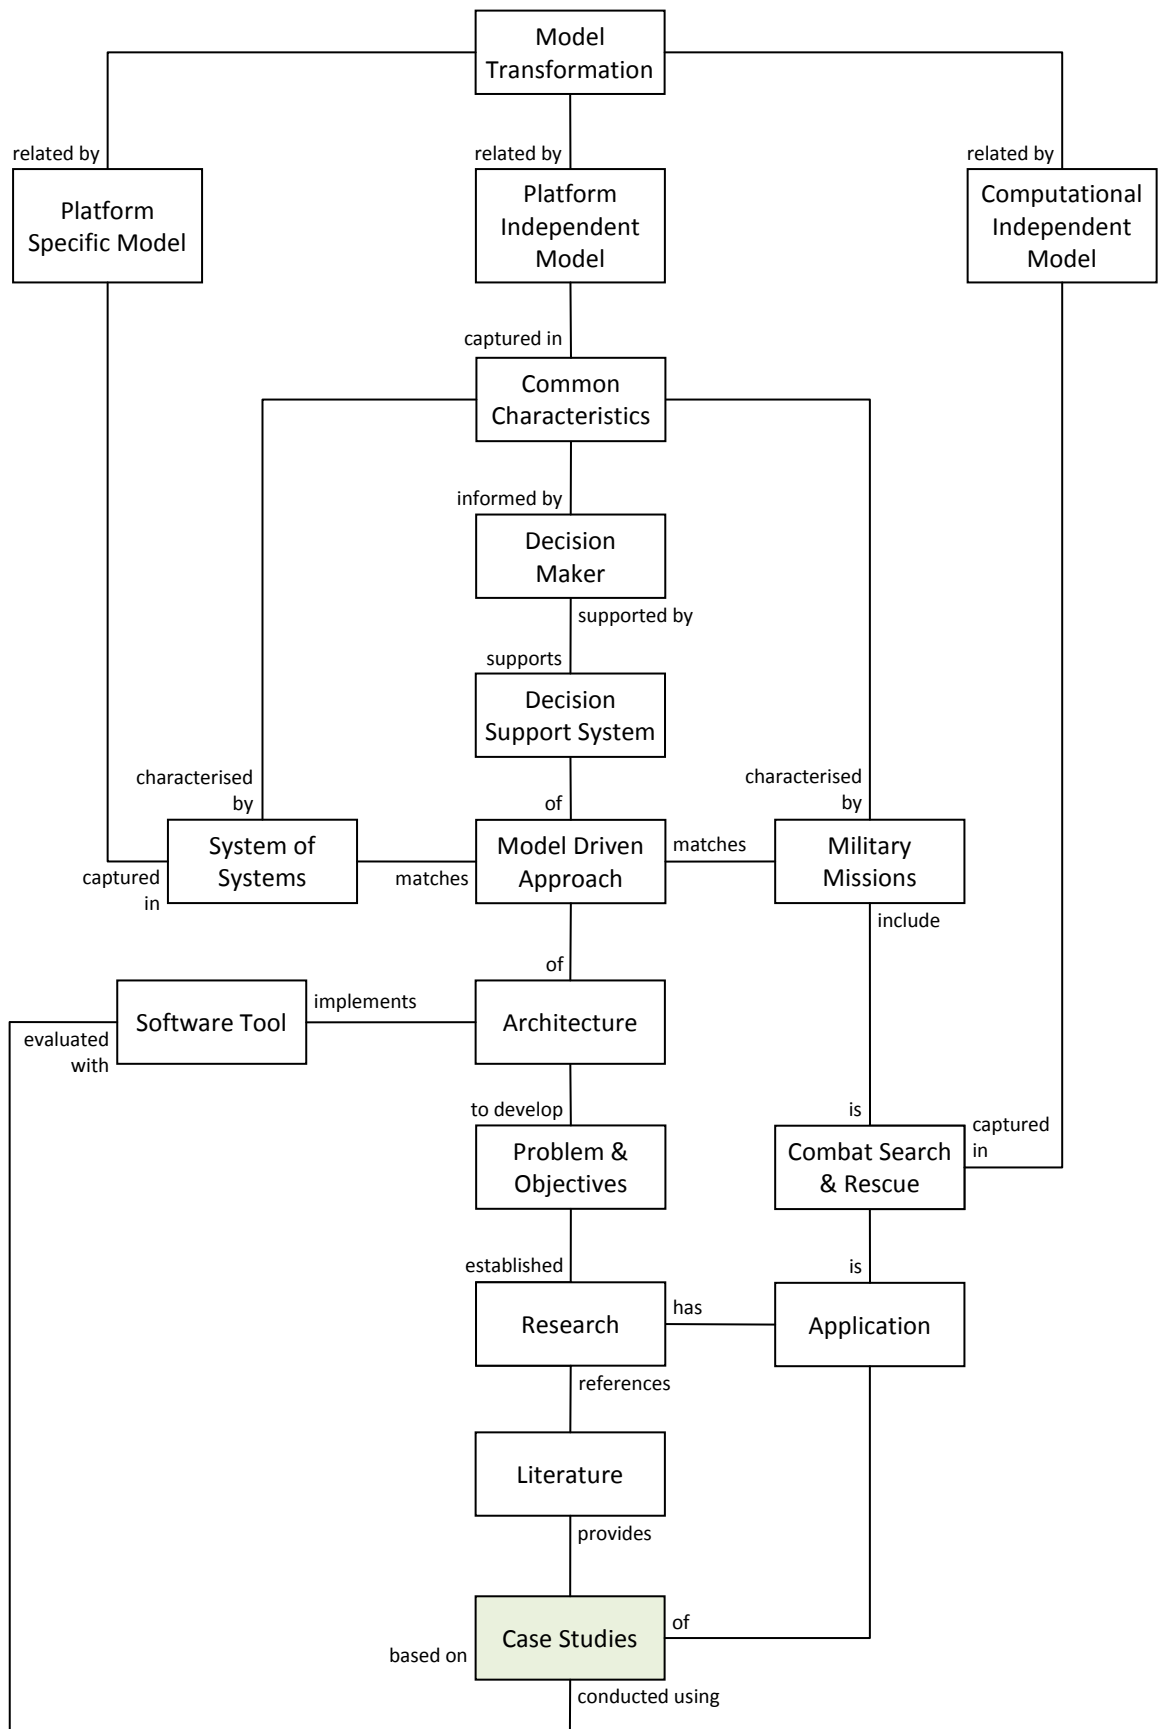 Model
Transformation
related by
related by
related by
Platform
Specific Model
Platform
Independent
Model
Computational
Independent
Model
captured in
Common
Characteristics
informed by
Decision
Maker
supported by
supports
Decision
Support System
characterised
by
of
characterised
by
System of
Systems
matches
Model Driven
Approach
matches
Military
Missions
captured
in
include
of
Software Tool
implements
Architecture
evaluated
with
to develop
is
captured
in
Problem &
Objectives
Combat Search
& Rescue
established
is
Research
has
Application
references
Literature
provides
Case Studies
of
based on
conducted using